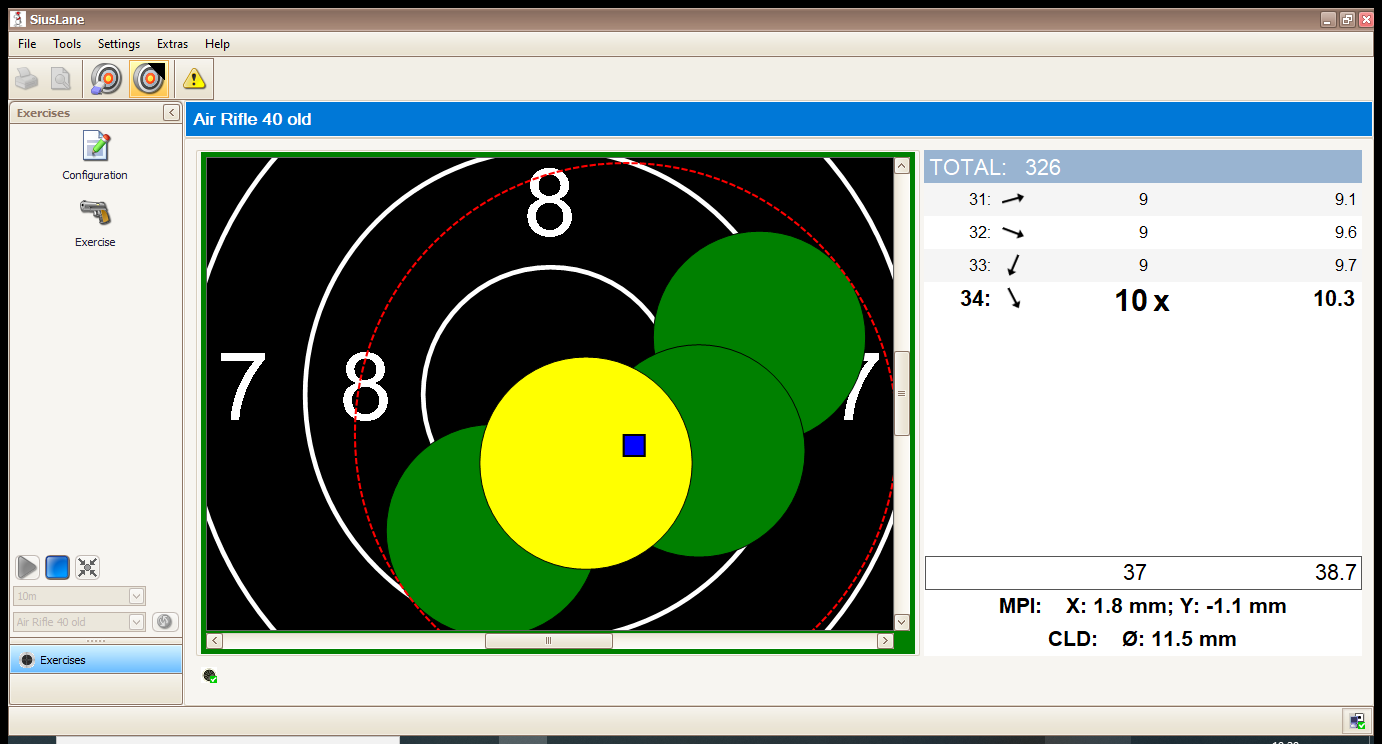 SiusLane
File Tools Settings Extras Help
Exercises
Configuration
Exercise
10m
Air Rifle 40 old
Exercises
Air Rifle 40 old
8
7 8 7
TOTAL: 326
31: 9 9.1
32: 9 9.6
33: 9 9.7
34: 10 x 10.3
37 38.7
MPI: X: 1.8 mm; Y: -1.1 mm
CLD: Ø: 11.5 mm